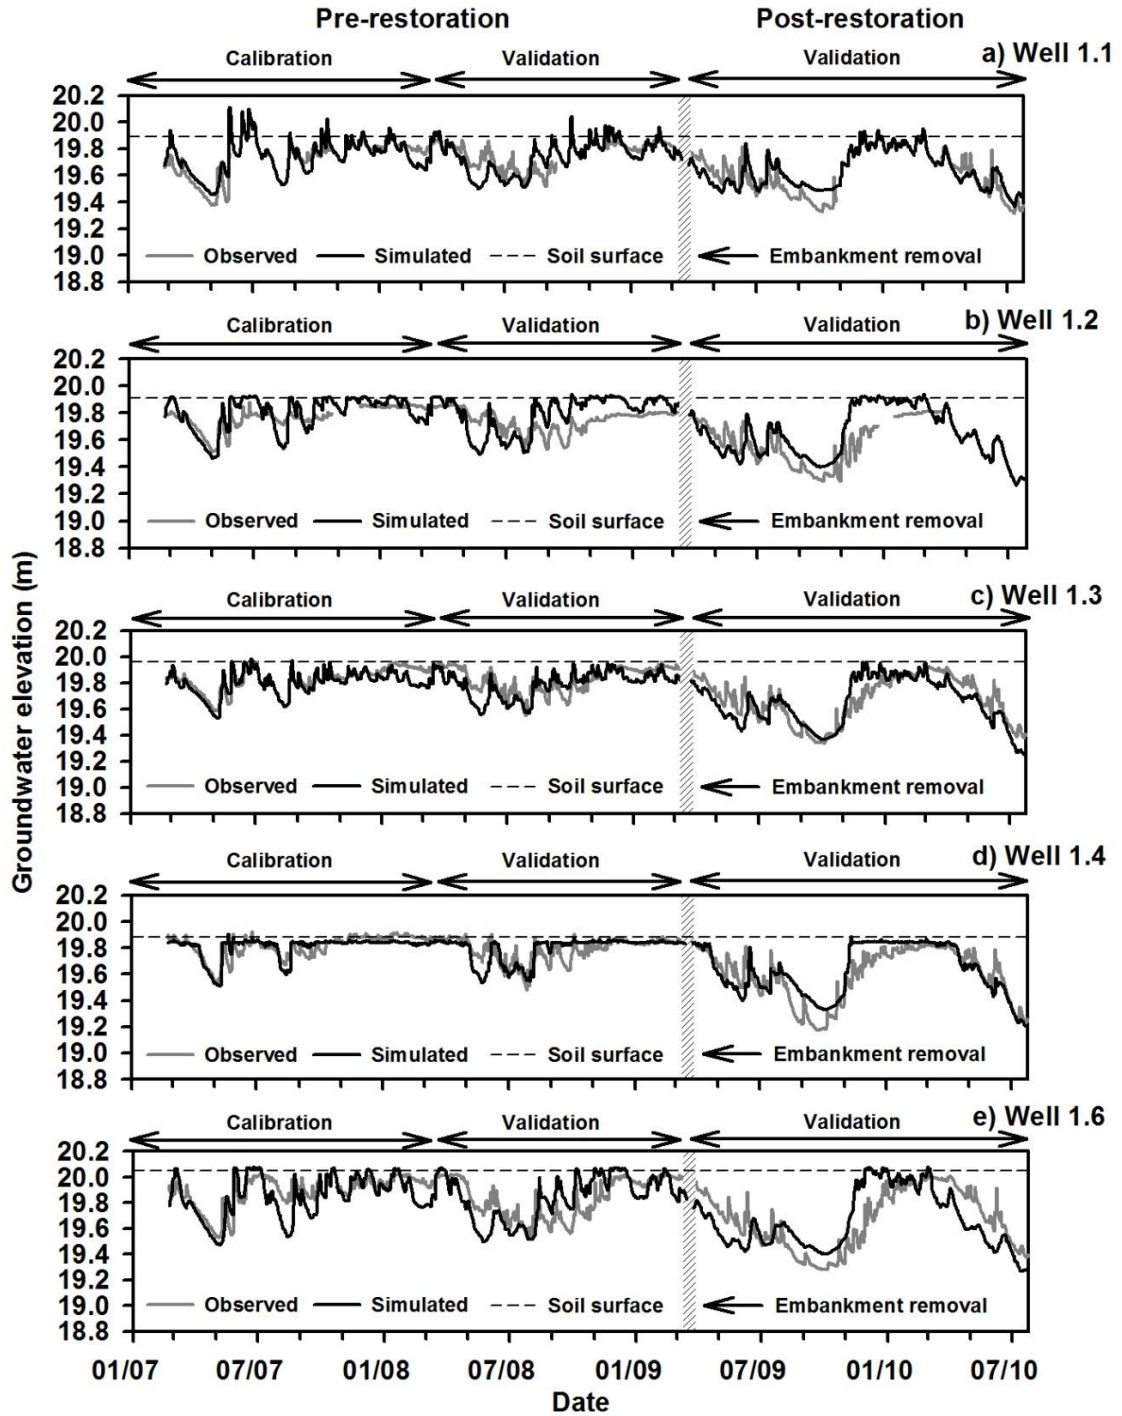 Pre-restoration Post-restoration
Calibration Validation Validation a) Well 1.1
20.2
20.0
19.8
19.6
19.4
19.2
19.0
18.8
Observed Simulated Soil surface Embankment removal
Calibration Validation Validation b) Well 1.2
20.2
20.0
19.8
19.6
19.4
19.2
19.0
18.8
Observed Simulated Soil surface Embankment removal
Calibration Validation Validation c) Well 1.3
20.2
20.0
19.8
19.6
19.4
19.2
19.0
18.8
Observed Simulated Soil surface Embankment removal
Calibration Validation Validation d) Well 1.4
20.2
20.0
19.8
19.6
19.4
19.2
19.0
18.8
Observed Simulated Soil surface Embankment removal
Calibration Validation Validation e) Well 1.6
20.2
20.0
19.8
19.6
19.4
19.2
19.0
18.8
Observed Simulated Soil surface Embankment removal
Groundwater elevation (m)
01/07 07/07 01/08 07/08 01/09 07/09 01/10 07/10
Date